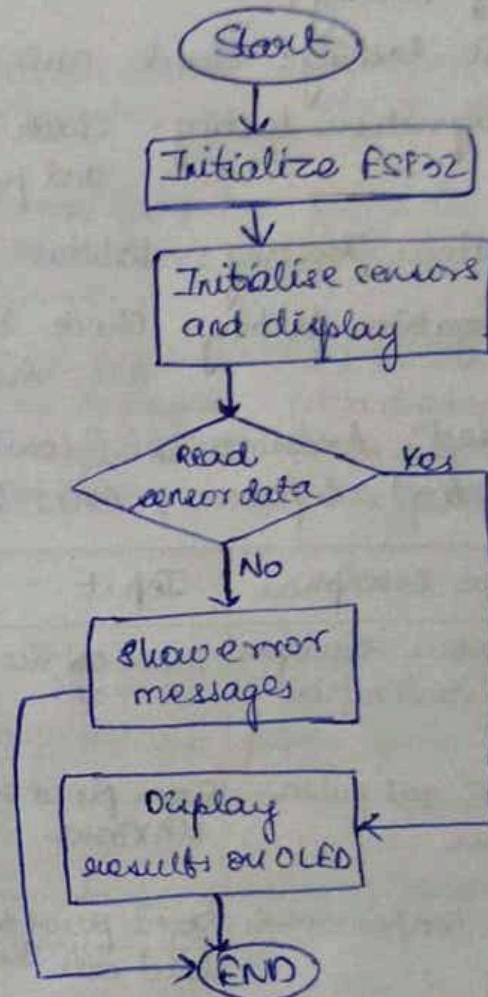 Start
Initialize ESP32
Initialise sensors
and display
Read
sensor data
Yes
No
Show error
messages
Display
results on OLED
END